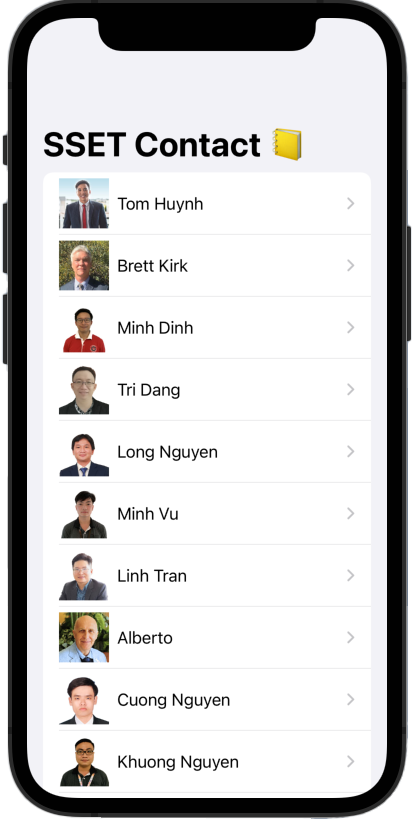 SSET Contact 📒
Tom Huynh
Brett Kirk
Minh Dinh
Tri Dang
Long Nguyen
Minh Vu
Linh Tran
Alberto
Cuong Nguyen
Khuong Nguyen